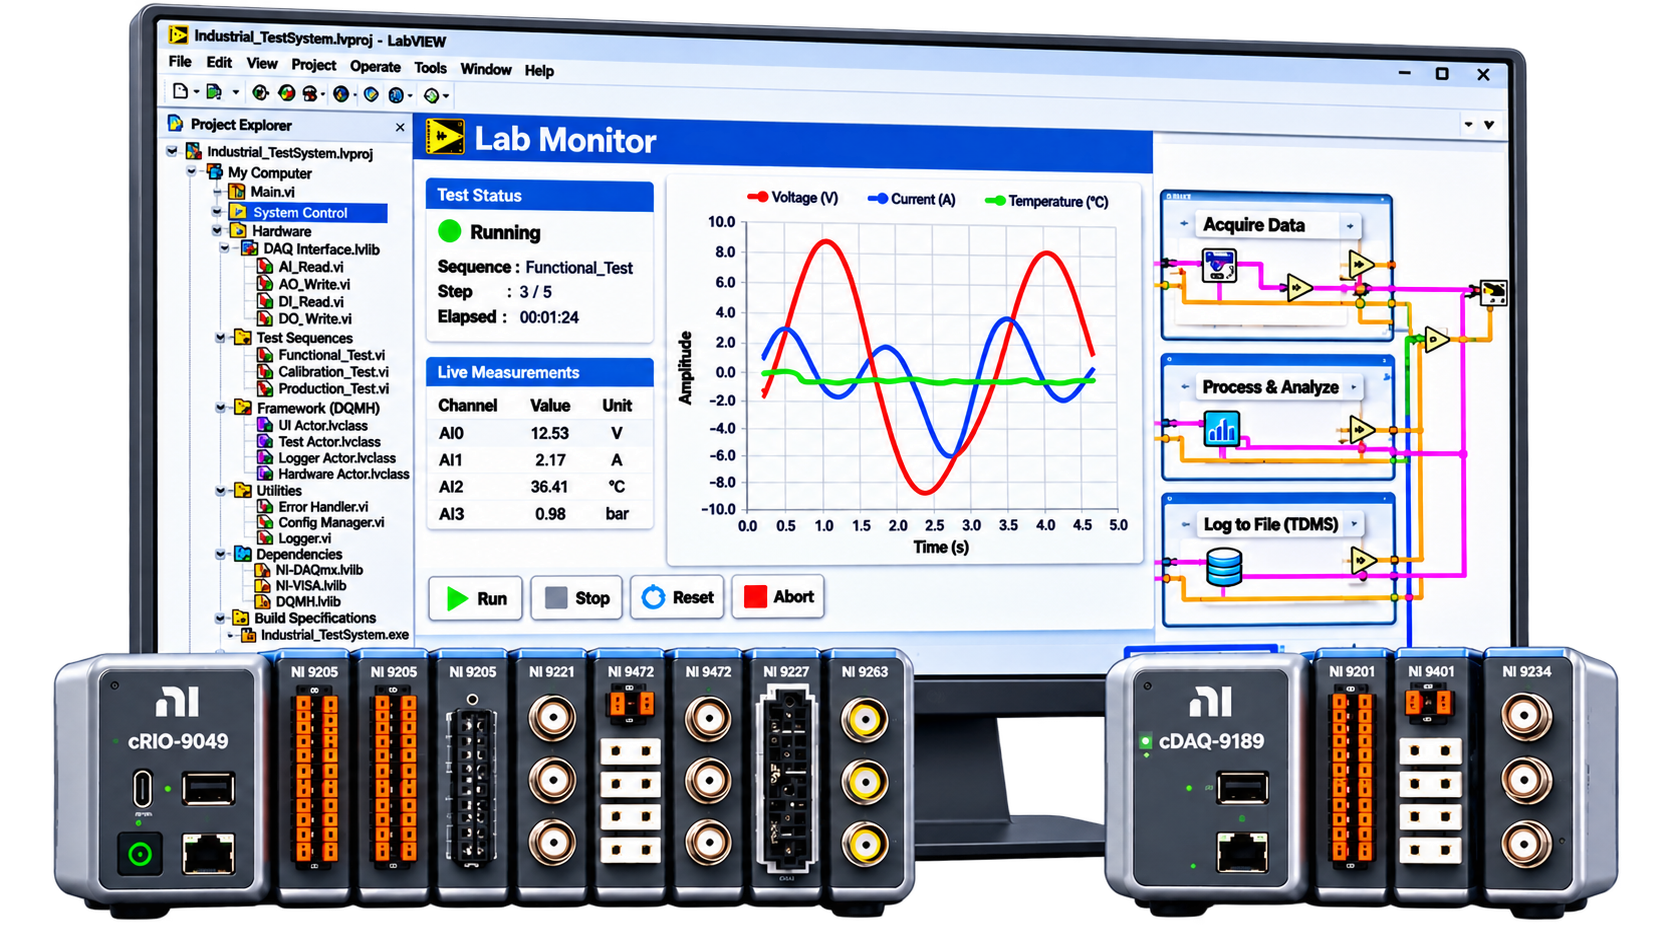 Industrial_TestSystem.lvproj - LabVIEW
File Edit View Project Operate Tools Window Help
Project Explorer
Industrial_TestSystem.lvproj
My Computer
Main.vi
System Control
Hardware
DAQ Interface.lvlib
AI_Read.vi
AO_Write.vi
DI_Read.vi
DO_Write.vi
Test Sequences
Functional_Test.vi
Calibration_Test.vi
Production_Test.vi
Framework (DQMH)
UI Actor.lvclass
Test Actor.lvclass
Logger Actor.lvclass
Hardware Actor.lvclass
Utilities
Error Handler.vi
Config Manager.vi
Logger.vi
Dependencies
NI-DAQmx.lvlib
NI-VISA.lvlib
DQMH.lvlib
Build Specifications
Industrial_TestSystem.exe
Lab Monitor
Test Status
Running
Sequence : Functional_Test
Step : 3 / 5
Elapsed : 00:01:24
Live Measurements
Channel Value Unit
AI0 12.53 V
AI1 2.17 A
AI2 36.41 °C
AI3 0.98 bar
Voltage (V) Current (A) Temperature (°C)
Amplitude
10.0
8.0
6.0
4.0
2.0
0.0
-2.0
-4.0
-6.0
-8.0
-10.0
0.0 0.5 1.0 1.5 2.0 2.5 3.0 3.5 4.0 4.5 5.0
Time (s)
Run Stop Reset Abort
Acquire Data
Process & Analyze
Log to File (TDMS)
NI
cRIO-9049
NI 9205 NI 9205 NI 9205 NI 9221 NI 9472 NI 9472 NI 9227 NI 9263
NI
cDAQ-9189
NI 9201 NI 9401 NI 9234